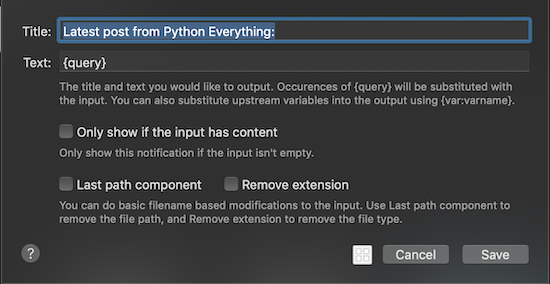 Title: Latest post from Python Everything:
Text: {query}
The title and text you would like to output. Occurences of {query} will be substituted with
the input. You can also substitute upstream variables into the output using {var:varname}.
Only show if the input has content
Only show this notification if the input isn't empty.
Last path component Remove extension
You can do basic filename based modifications to the input. Use Last path component to
remove the file path, and Remove extension to remove the file type.
? Cancel Save